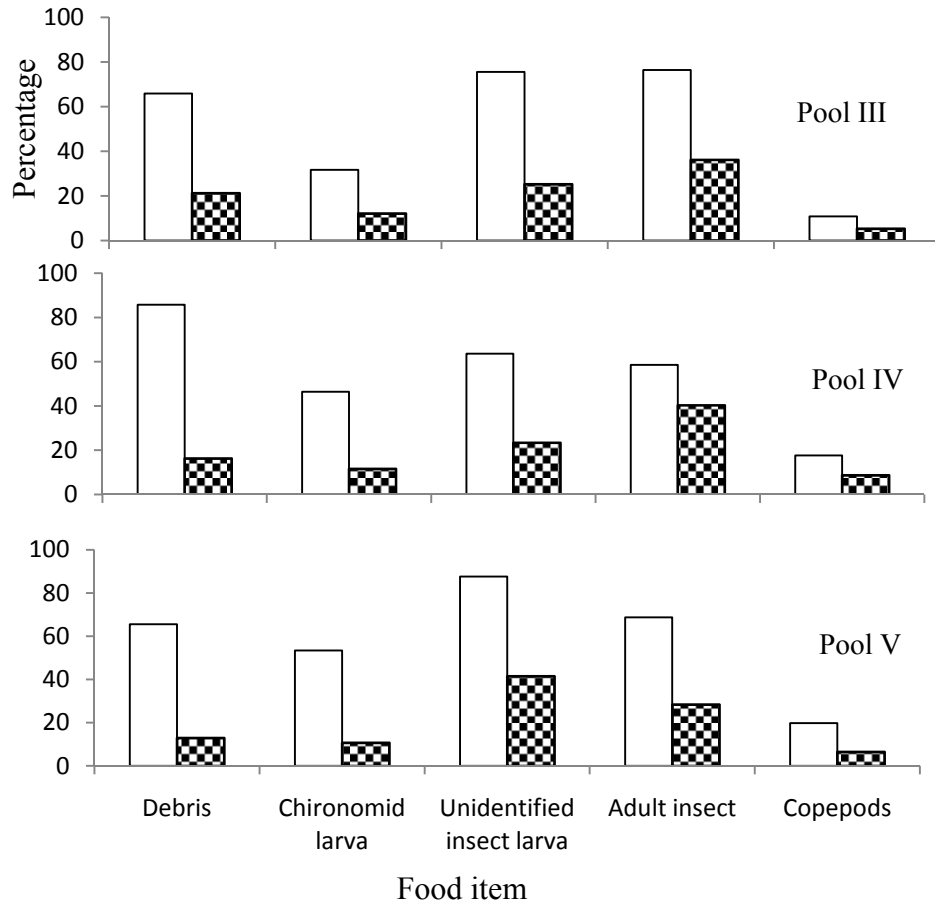 Percentage
100
80
60
40
20
0
Pool III
100
80
60
40
20
0
Pool IV
100
80
60
40
20
0
Pool V
Debris
Chironomid
larva
Unidentified
insect larva
Adult insect
Copepods
Food item